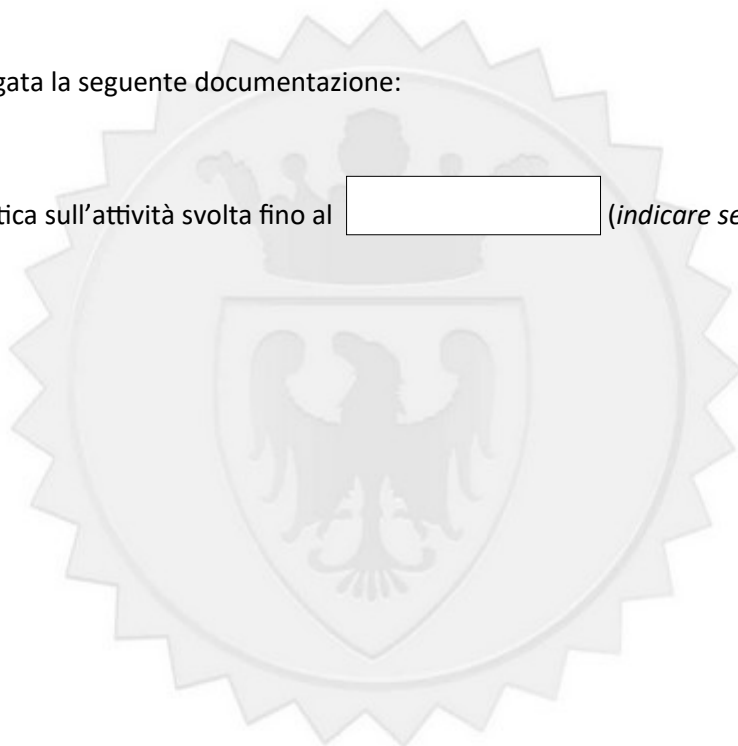 gata la seguente documentazione:
tica sull’attività svolta fino al (indicare se